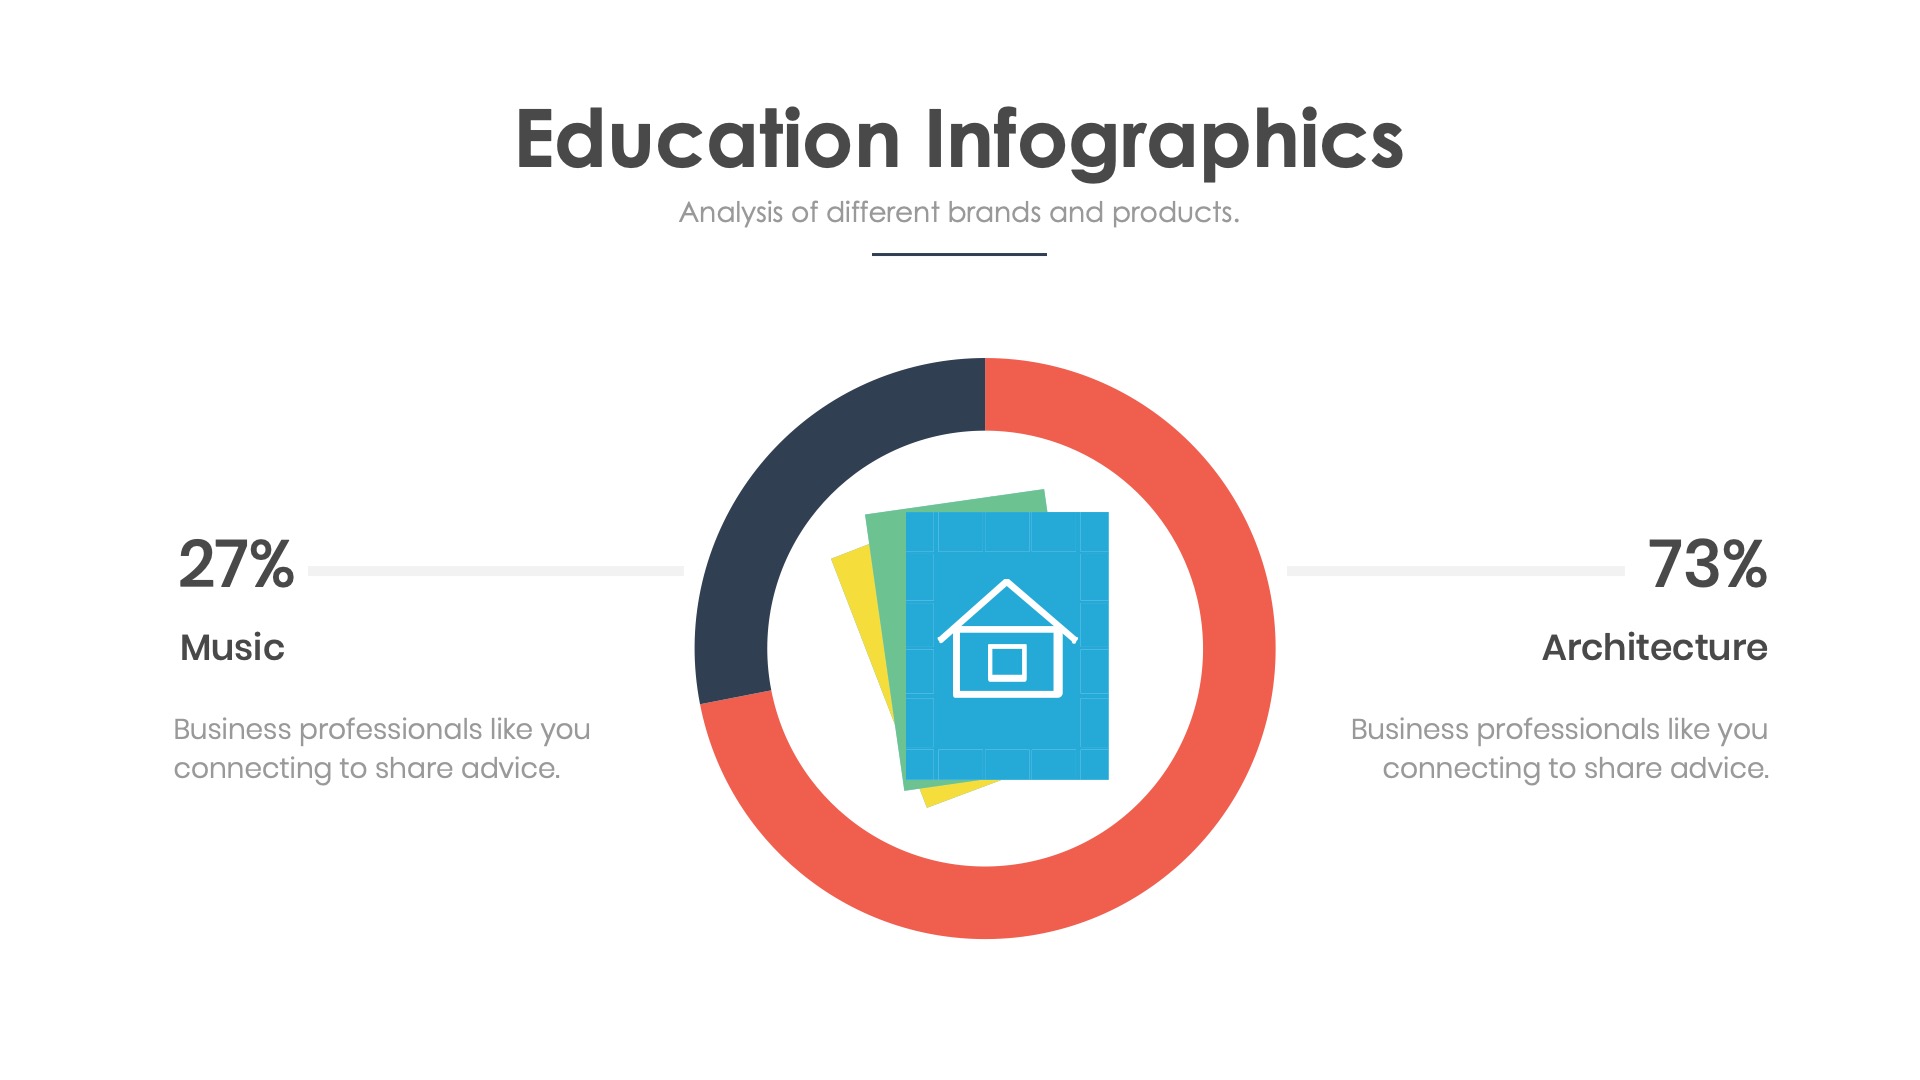 Education Infographics
Analysis of different brands and products.
27%
Music
Business professionals like you
connecting to share advice.
73%
Architecture
Business professionals like you
connecting to share advice.